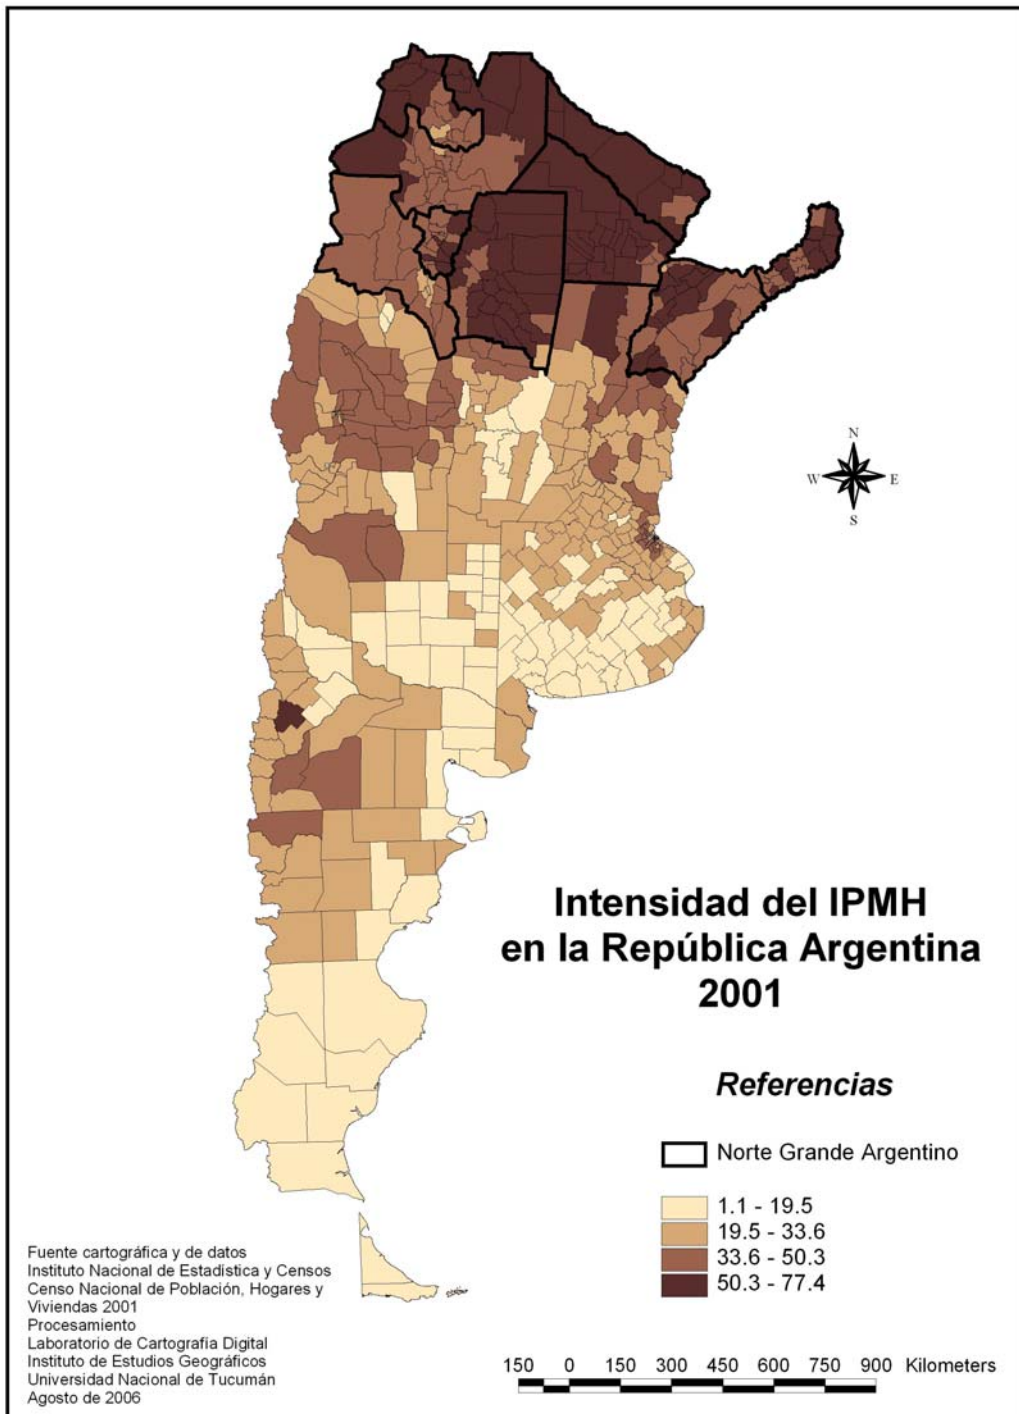 N
W E
S
Intensidad del IPMH
en la República Argentina
2001
Referencias
Norte Grande Argentino
1.1 - 19.5
19.5 - 33.6
33.6 - 50.3
50.3 - 77.4
Fuente cartográfica y de datos
Instituto Nacional de Estadística y Censos
Censo Nacional de Población, Hogares y
Viviendas 2001
Procesamiento
Laboratorio de Cartografía Digital
Instituto de Estudios Geográficos
Universidad Nacional de Tucumán
Agosto de 2006
150 0 150 300 450 600 750 900 Kilometers